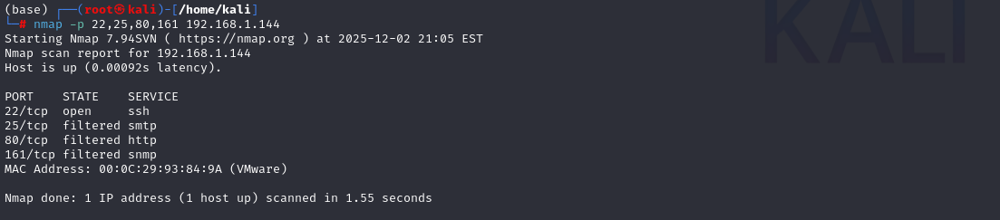 (base) ┌──(root㉿kali)-[/home/kali]
└─# nmap -p 22,25,80,161 192.168.1.144
Starting Nmap 7.94SVN ( https://nmap.org ) at 2025-12-02 21:05 EST
Nmap scan report for 192.168.1.144
Host is up (0.00092s latency).

PORT    STATE    SERVICE
22/tcp  open     ssh
25/tcp  filtered smtp
80/tcp  filtered http
161/tcp filtered snmp
MAC Address: 00:0C:29:93:84:9A (VMware)

Nmap done: 1 IP address (1 host up) scanned in 1.55 seconds
KALI